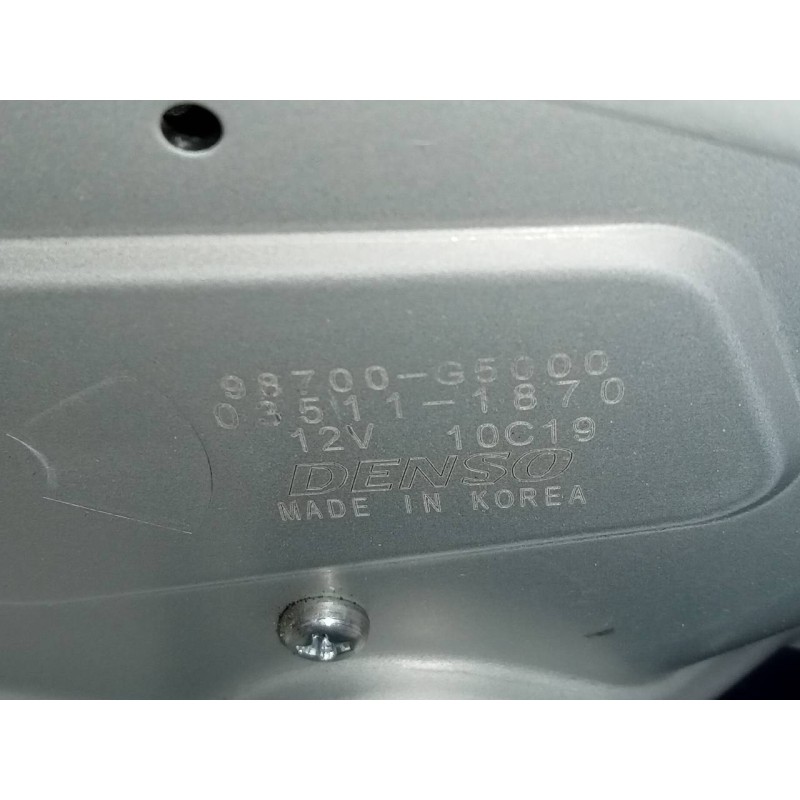 98700-G5000
03511-1870
12V 10C19
DENSO
MADE IN KOREA